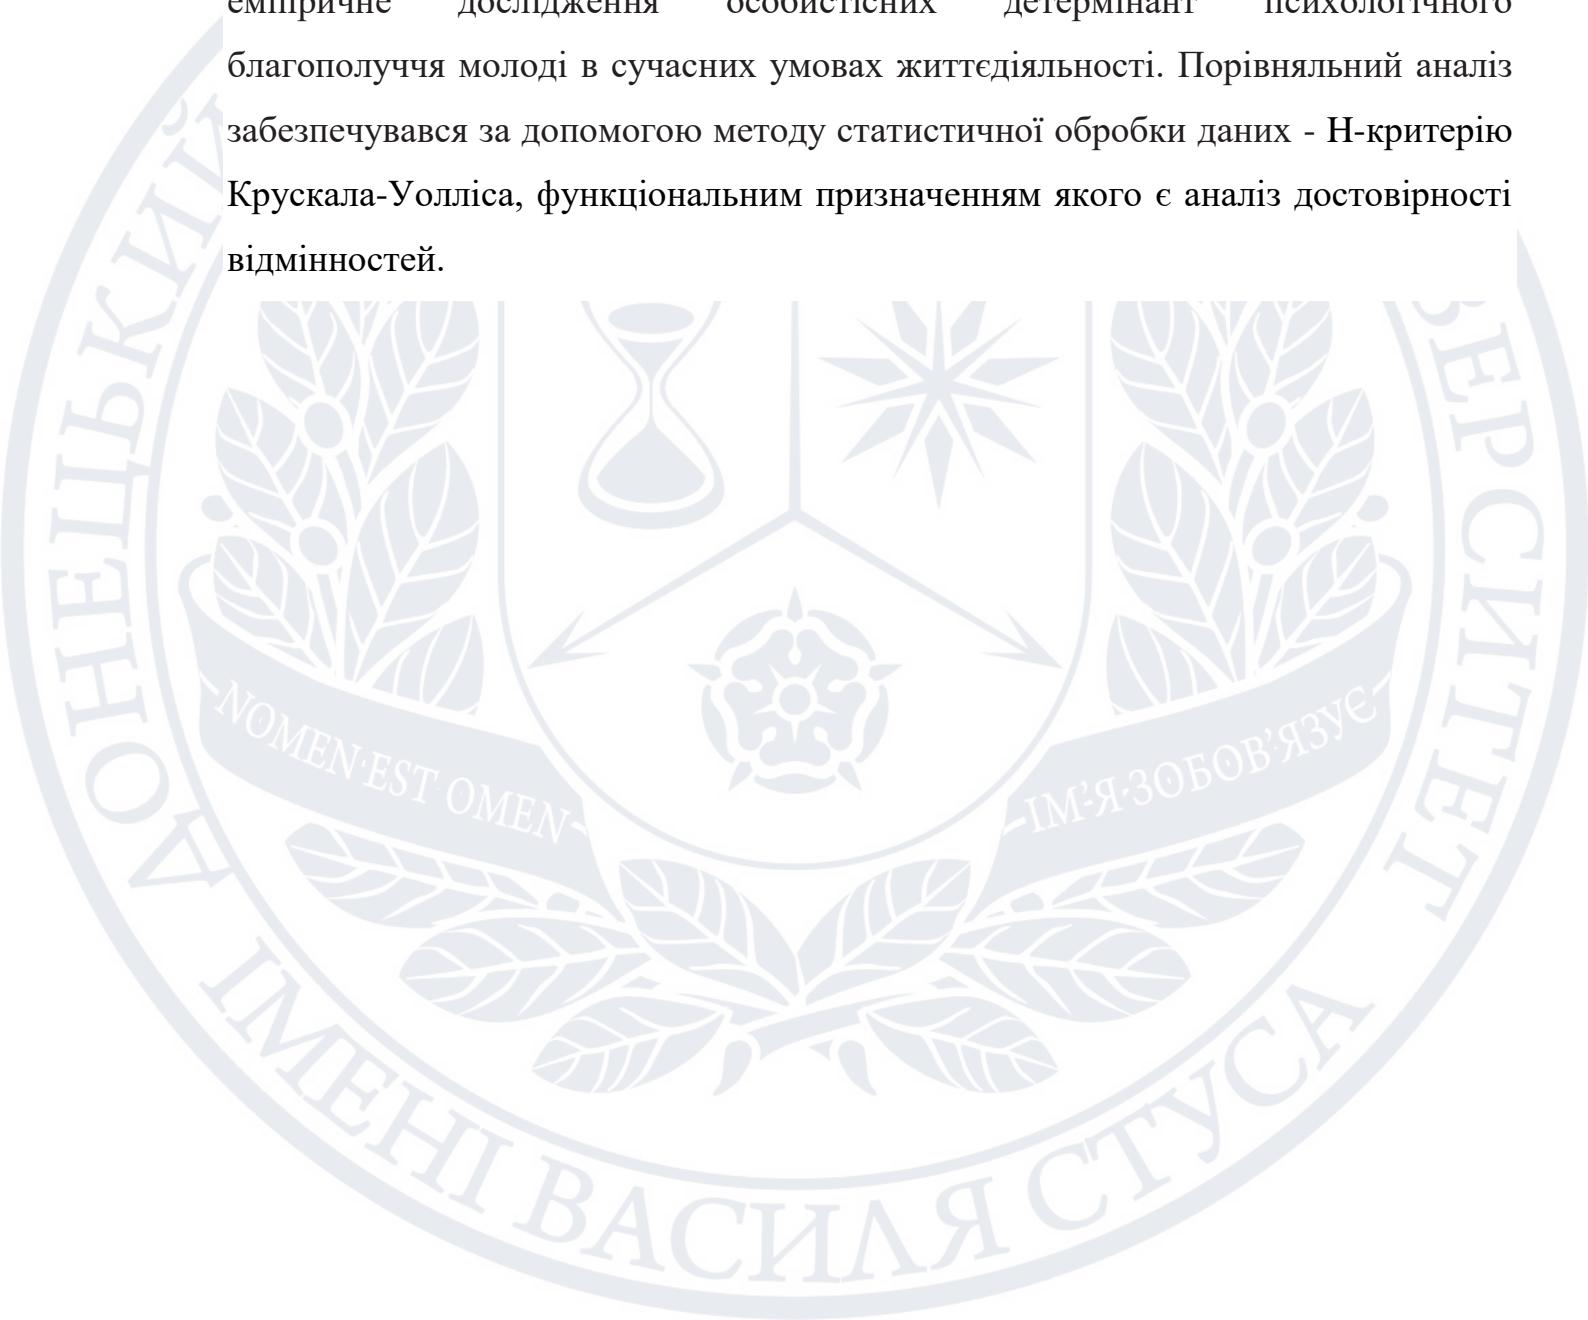 емпіричне дослідження особистісних детермінант психологічного
благополуччя молоді в сучасних умовах життєдіяльності. Порівняльний аналіз
забезпечувався за допомогою методу статистичної обробки даних - Н-критерію
Крускала-Уолліса, функціональним призначенням якого є аналіз достовірності
відмінностей.
ДОНЕЦЬКИЙ
ВЕРСИТЕТ
NOMEN·EST·OMEN
ІМ'Я·ЗОБОВ'ЯЗУЄ
ІМЕНІ ВАСИЛЯ СТУСА